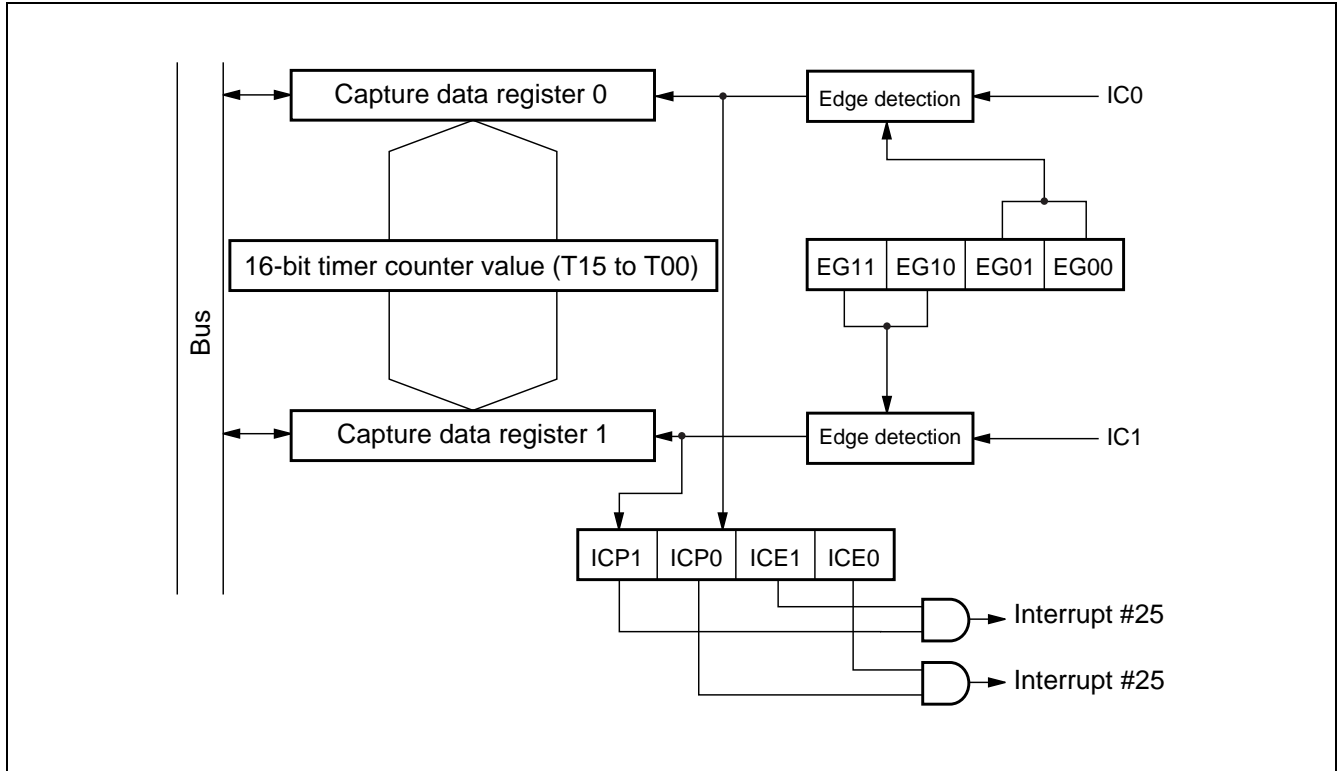 Capture data register 0
Edge detection
IC0
16-bit timer counter value (T15 to T00)
EG11 EG10 EG01 EG00
Bus
Capture data register 1
Edge detection
IC1
ICP1 ICP0 ICE1 ICE0
Interrupt #25
Interrupt #25